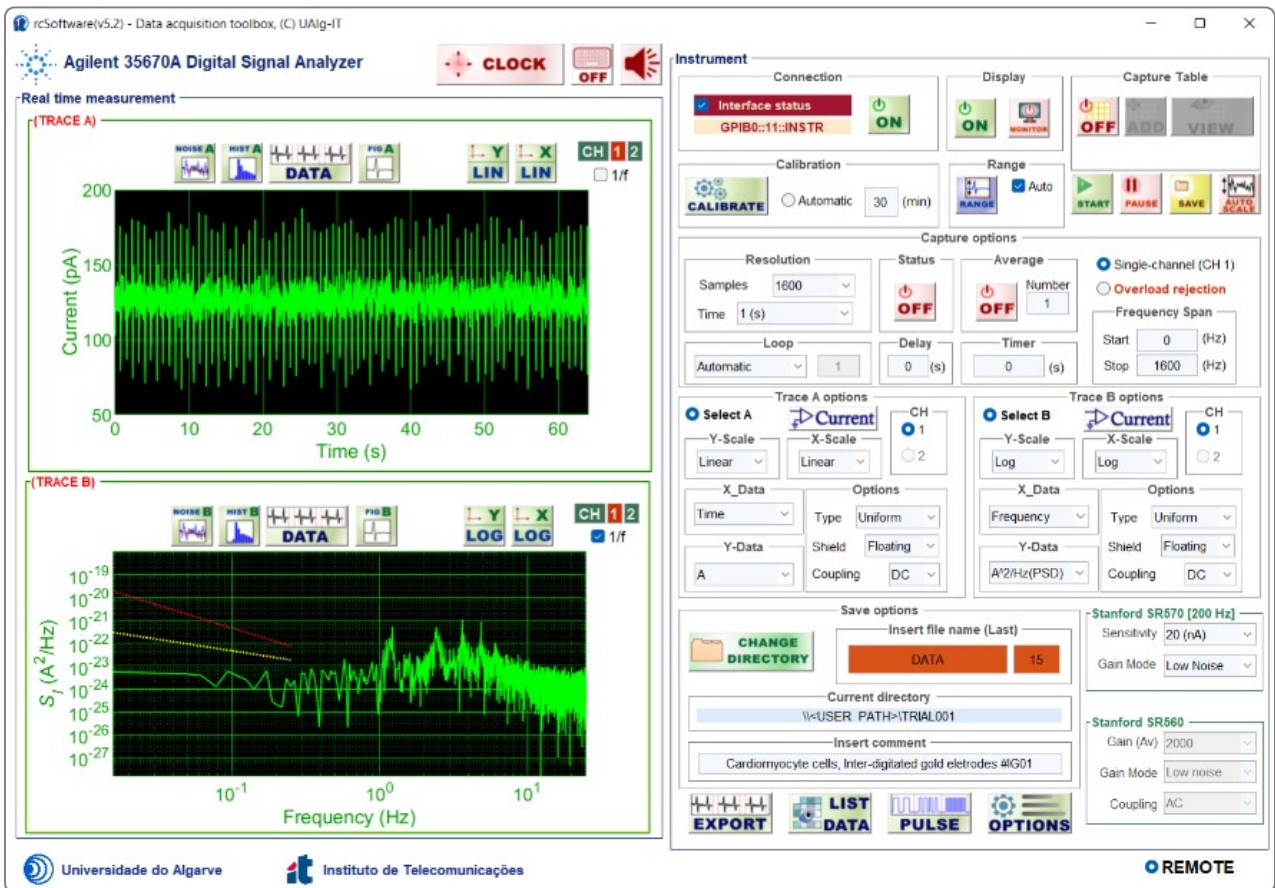 rcSoftware(v5.2) - Data acquisition toolbox, (C) UAlg-IT
Agilent 35670A Digital Signal Analyzer
CLOCK
OFF
Real time measurement
(TRACE A)
NOISE A
HIST A
DATA
FIG A
Y
LIN
X
LIN
CH 1 2
1/f
200
150
100
50
Current (pA)
0 10 20 30 40 50 60
Time (s)
(TRACE B)
NOISE B
HIST B
DATA
FIG B
Y
LOG
X
LOG
CH 1 2
1/f
10-19
10-20
10-21
10-22
10-23
10-24
10-25
10-26
10-27
SI (A2/Hz)
10-1 100 101
Frequency (Hz)
Universidade do Algarve
it
Instituto de Telecomunicações
Instrument
Connection
Interface status
GPIB0::11::INSTR
ON
Display
ON
MONITOR
Capture Table
OFF
ADD
VIEW
Calibration
CALIBRATE
Automatic 30 (min)
Range
RANGE
Auto
START
PAUSE
SAVE
AUTO
SCALE
Capture options
Resolution
Samples 1600
Time 1 (s)
Status
OFF
Average
OFF
Number
1
Single-channel (CH 1)
Overload rejection
Frequency Span
Start 0 (Hz)
Stop 1600 (Hz)
Loop
Automatic 1
Delay
0 (s)
Timer
0 (s)
Trace A options
Select A
Current
CH
1
2
Y-Scale
Linear
X-Scale
Linear
X_Data
Time
Y-Data
A
Options
Type Uniform
Shield Floating
Coupling DC
Trace B options
Select B
Current
CH
1
2
Y-Scale
Log
X-Scale
Log
X_Data
Frequency
Y-Data
A^2/Hz(PSD)
Options
Type Uniform
Shield Floating
Coupling DC
Save options
CHANGE
DIRECTORY
Insert file name (Last)
DATA 15
Current directory
\\<USER PATH>\TRIAL001
Insert comment
Cardiomyocyte cells, Inter-digitated gold eletrodes #IG01
Stanford SR570 [200 Hz]
Sensitivity 20 (nA)
Gain Mode Low Noise
Stanford SR560
Gain (Av) 2000
Gain Mode Low noise
Coupling AC
EXPORT
LIST
DATA
PULSE
OPTIONS
REMOTE